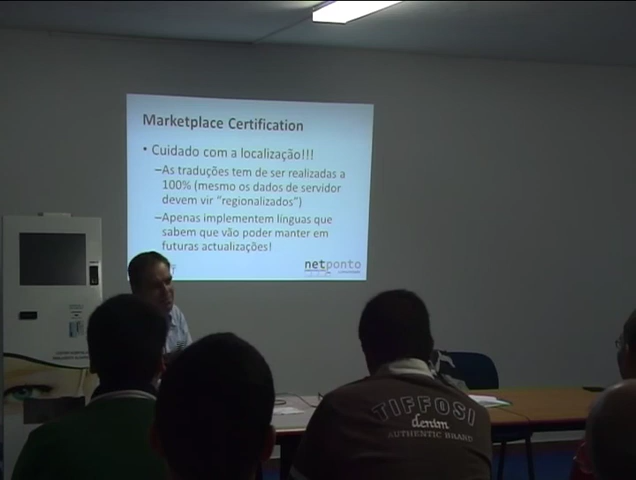 Marketplace Certification
• Cuidado com a localização!!!
–As traduções tem de ser realizadas a
100% (mesmo os dados de servidor
devem vir “regionalizados”)
–Apenas implementem línguas que
sabem que vão poder manter em
futuras actualizações!
netponto
TIFFOSI
denim
AUTHENTIC BRAND